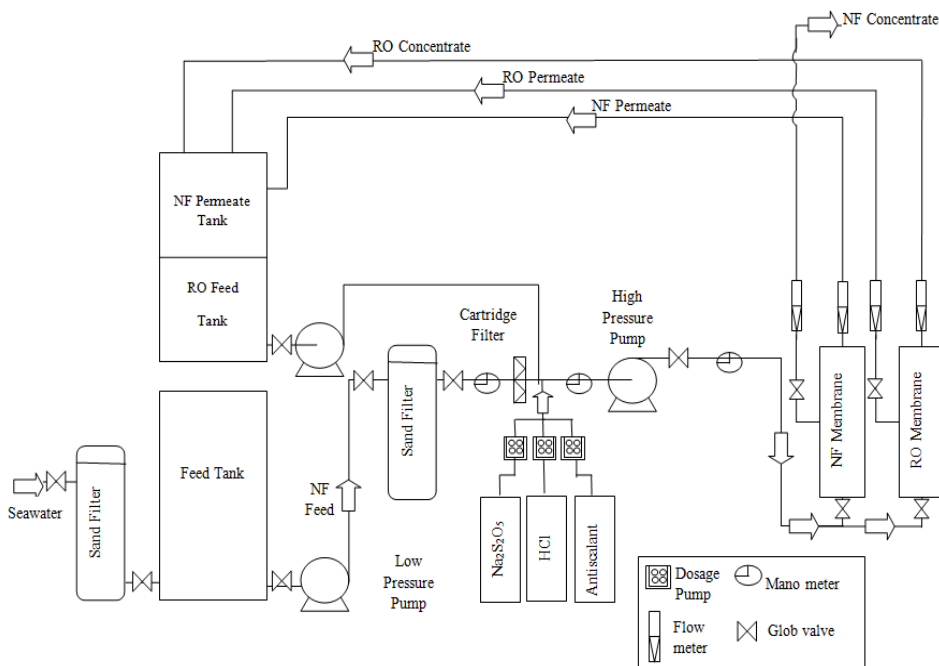 NF Concentrate
RO Concentrate
RO Permeate
NF Permeate
NF Permeate
Tank
RO Feed
Tank
High
Pressure
Pump
Cartridge
Filter
Sand Filter
NF Membrane
RO Membrane
Feed Tank
Sand Filter
Seawater
NF
Feed
Low
Pressure
Pump
Na₂S₂O₅
HCl
Antiscalant
Dosage
Pump
Mano meter
Flow
meter
Glob valve